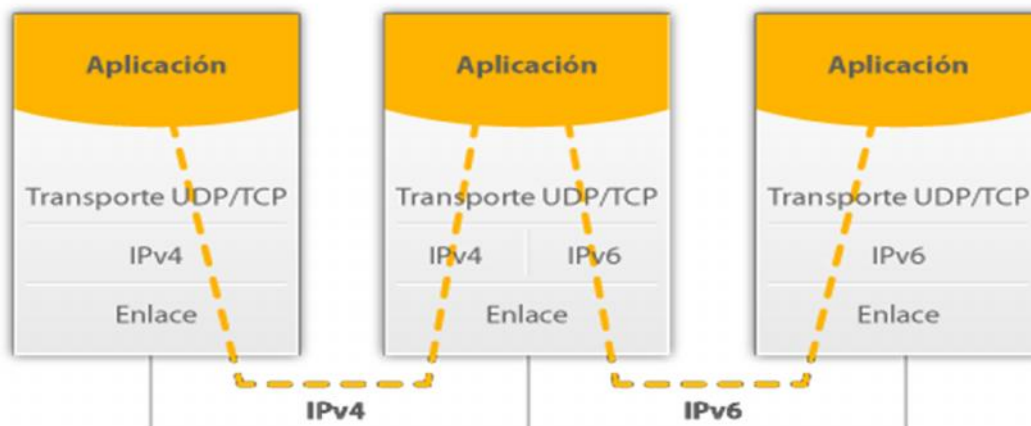 Aplicación
Transporte UDP/TCP
IPv4
Enlace
Aplicación
Transporte UDP/TCP
IPv4 IPv6
Enlace
Aplicación
Transporte UDP/TCP
IPv6
Enlace
IPv4
IPv6